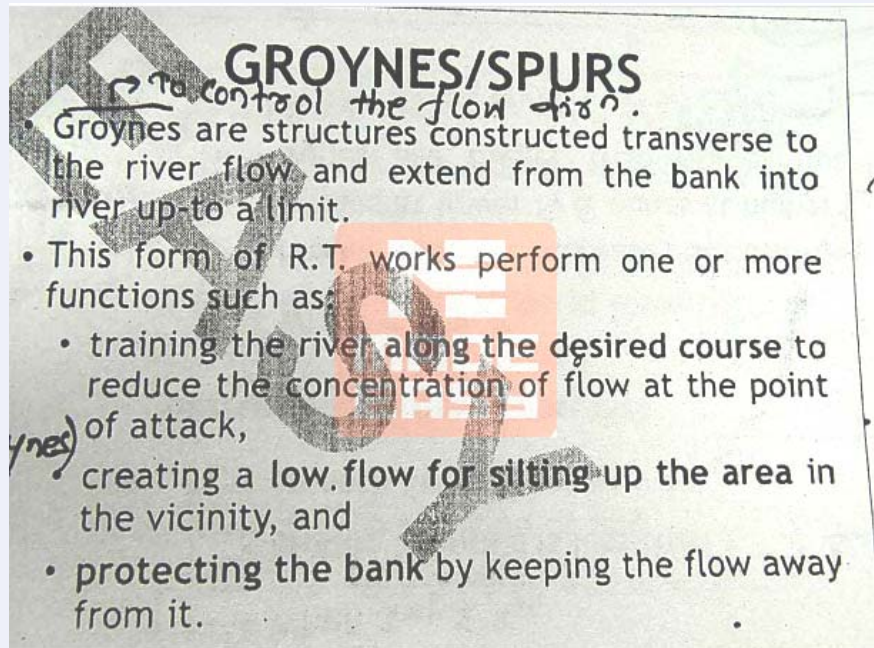 GROYNES/SPURS
→ To control the flow dirn.
• Groynes are structures constructed transverse to
the river flow and extend from the bank into
river up-to a limit.
• This form of R.T. works perform one or more
functions such as:
• training the river along the desired course to
reduce the concentration of flow at the point
of attack,
ynes)
• creating a low flow for silting up the area in
the vicinity, and
• protecting the bank by keeping the flow away
from it.
EASY
MADE
EASY